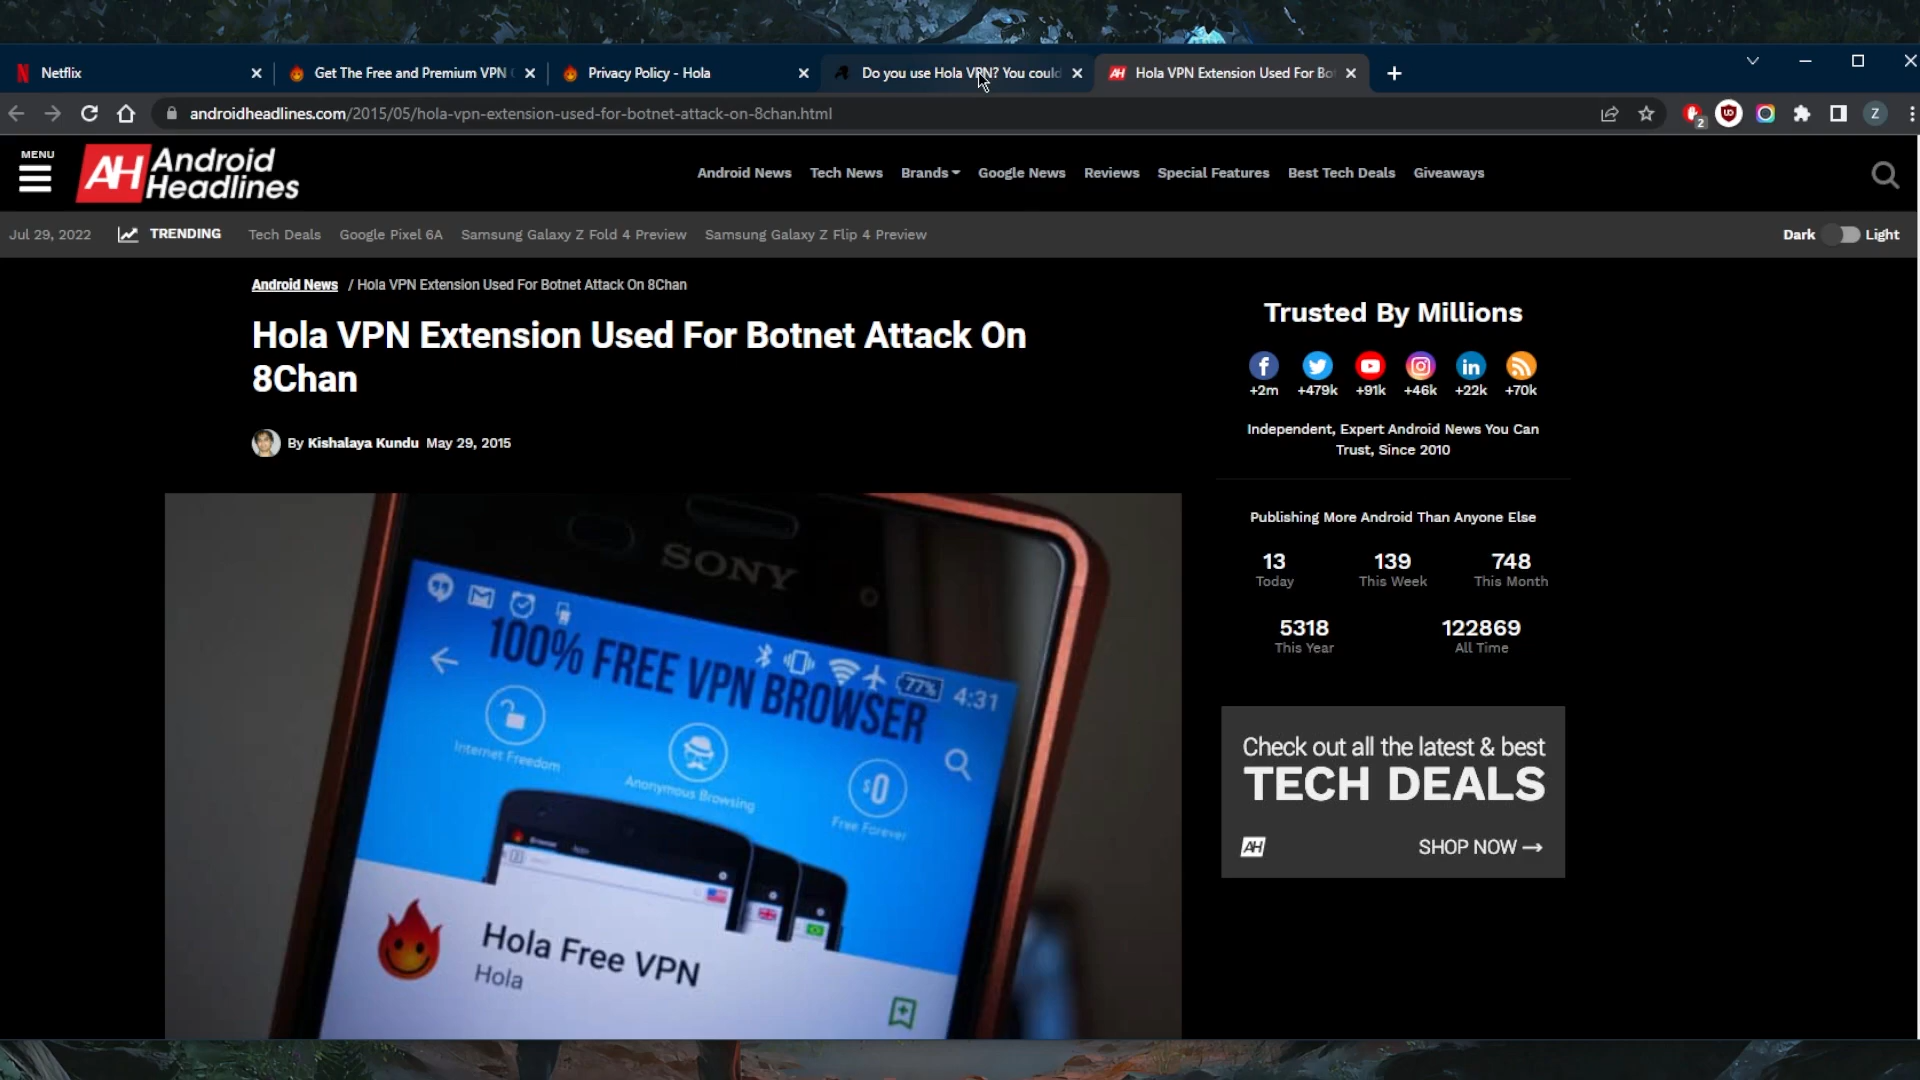 Netflix
Get The Free and Premium VPN
Privacy Policy - Hola
Do you use Hola VPN? You could
Hola VPN Extension Used For Bo
androidheadlines.com/2015/05/hola-vpn-extension-used-for-botnet-attack-on-8chan.html
2
Z
MENU
AH Android
Headlines
Android News
Tech News
Brands
Google News
Reviews
Special Features
Best Tech Deals
Giveaways
Jul 29, 2022
TRENDING
Tech Deals
Google Pixel 6A
Samsung Galaxy Z Fold 4 Preview
Samsung Galaxy Z Flip 4 Preview
Dark
Light
Android News / Hola VPN Extension Used For Botnet Attack On 8Chan
Hola VPN Extension Used For Botnet Attack On
8Chan
By Kishalaya Kundu May 29, 2015
SONY
77% 4:31
100% FREE VPN BROWSER
Internet Freedom
Anonymous Browsing
$0
Free Forever
Hola Free VPN
Hola
Trusted By Millions
+2m
+479k
+91k
+46k
+22k
+70k
Independent, Expert Android News You Can
Trust, Since 2010
Publishing More Android Than Anyone Else
13
Today
139
This Week
748
This Month
5318
This Year
122869
All Time
Check out all the latest & best
TECH DEALS
AH
SHOP NOW →